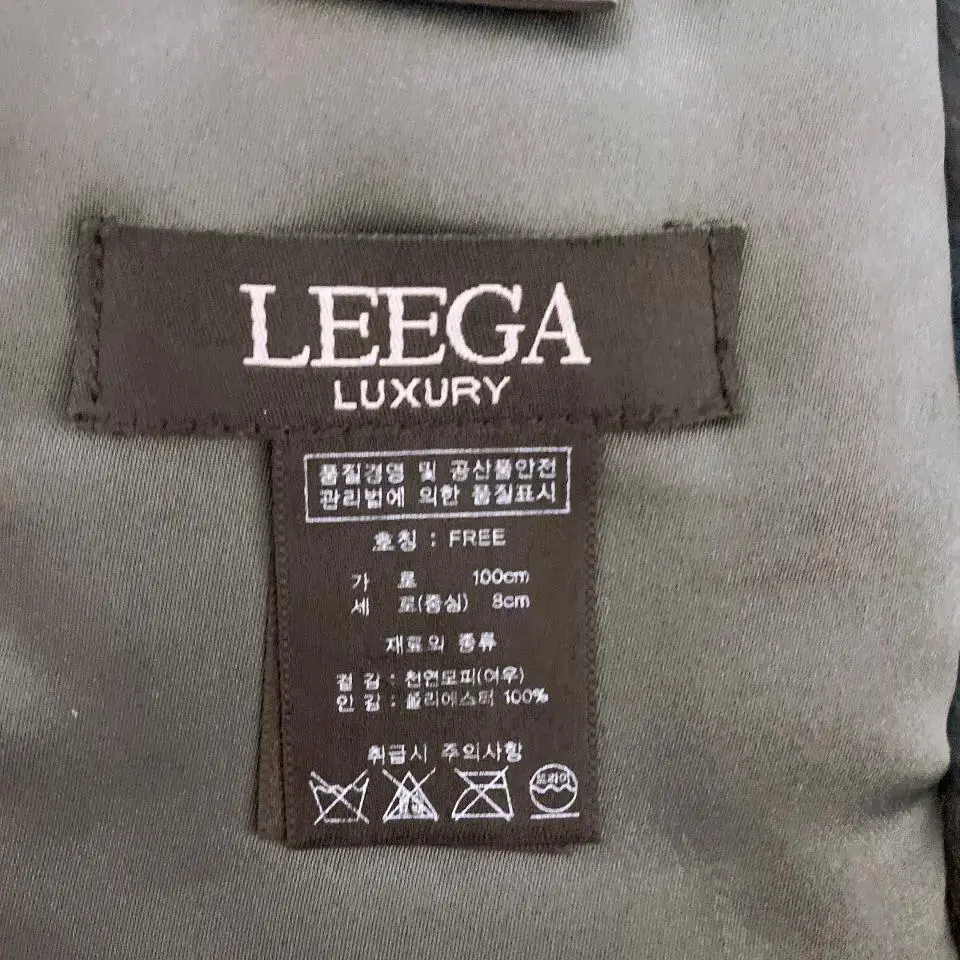 LEEGA
LUXURY
품질경영 및 공산품안전
관리법에 의한 품질표시
호칭 : FREE
가 로 100cm
세 로(중심) 8cm
재료의 종류
겉 감 : 천연모피(여우)
안 감 : 폴리에스터 100%
취급시 주의사항
드라이